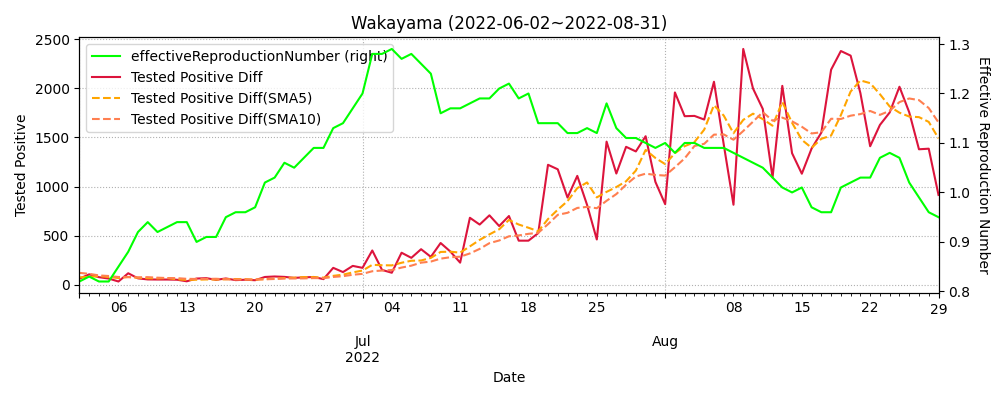 Wakayama (2022-06-02~2022-08-31)
effectiveReproductionNumber (right)
Tested Positive Diff
Tested Positive Diff(SMA5)
Tested Positive Diff(SMA10)
Tested Positive
2500
2000
1500
1000
500
0
1.3
1.2
1.1
1.0
0.9
0.8
Effective Reproduction Number
06 13 20 27 04 11 18 25 08 15 22 29
Jul Aug
2022
Date